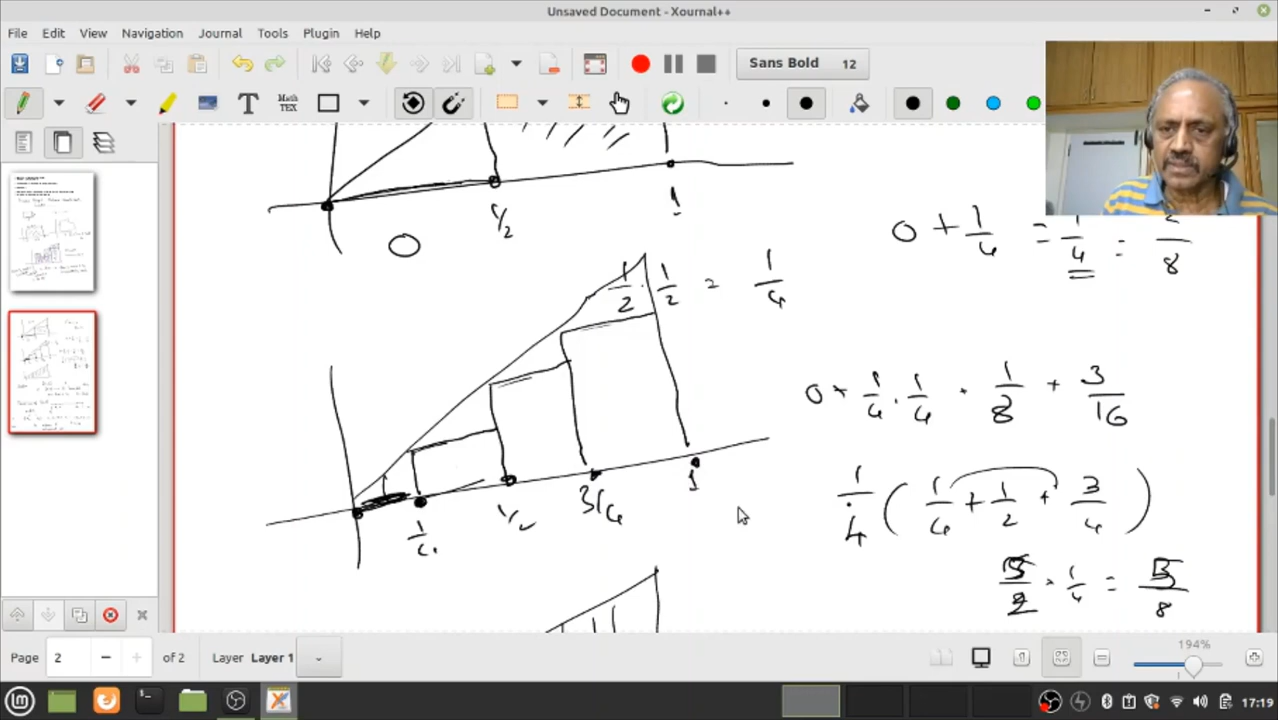 Unsaved Document - Xournal++
File Edit View Navigation Journal Tools Plugin Help
Sans Bold 12
Math TEX
0 1/2 1
0 + 1/4 = 1/4 = 2/8
1/2 · 1/2 = 1/4
0 + 1/4 · 1/4 + 1/8 + 3/16
1/4 ( 1/4 + 1/2 + 3/4 )
1/4 1/2 3/4 1
/2 · 1/4 = /8
Page 2 of 2 Layer Layer 1 194%
17:19